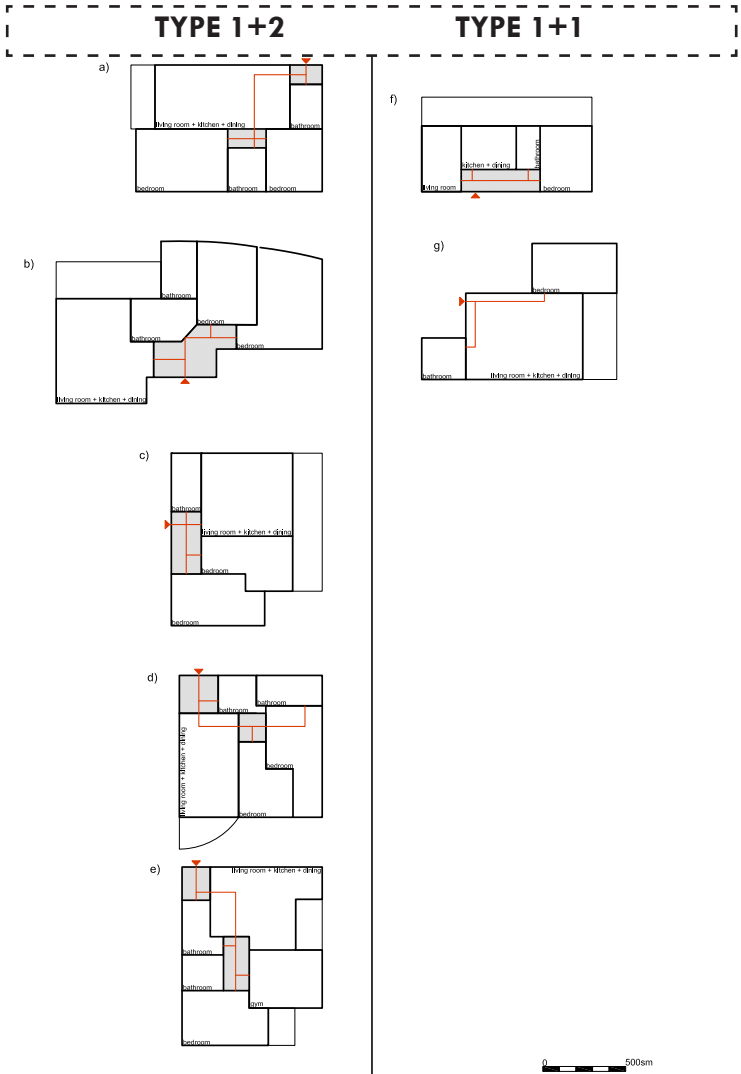 TYPE 1+2
TYPE 1+1
a)
living room + kitchen + dining
bathroom
bedroom
bathroom
bedroom
b)
bathroom
bathroom
bedroom
bedroom
living room + kitchen + dining
c)
bathroom
living room + kitchen + dining
bedroom
bedroom
d)
bathroom
bathroom
living room + kitchen + dining
bedroom
bedroom
e)
living room + kitchen + dining
bathroom
bathroom
gym
bedroom
f)
kitchen + dining
bathroom
living room
bedroom
g)
bedroom
bathroom
living room + kitchen + dining
0
500sm